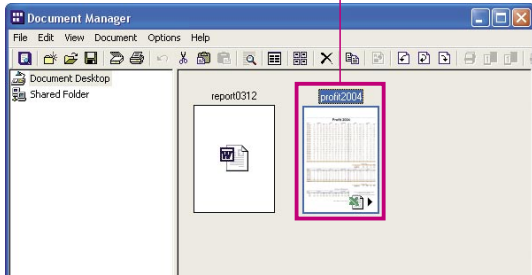 Document Manager
File Edit View Document Options Help
Document Desktop
Shared Folder
report0312
profit2004
Profit 2004